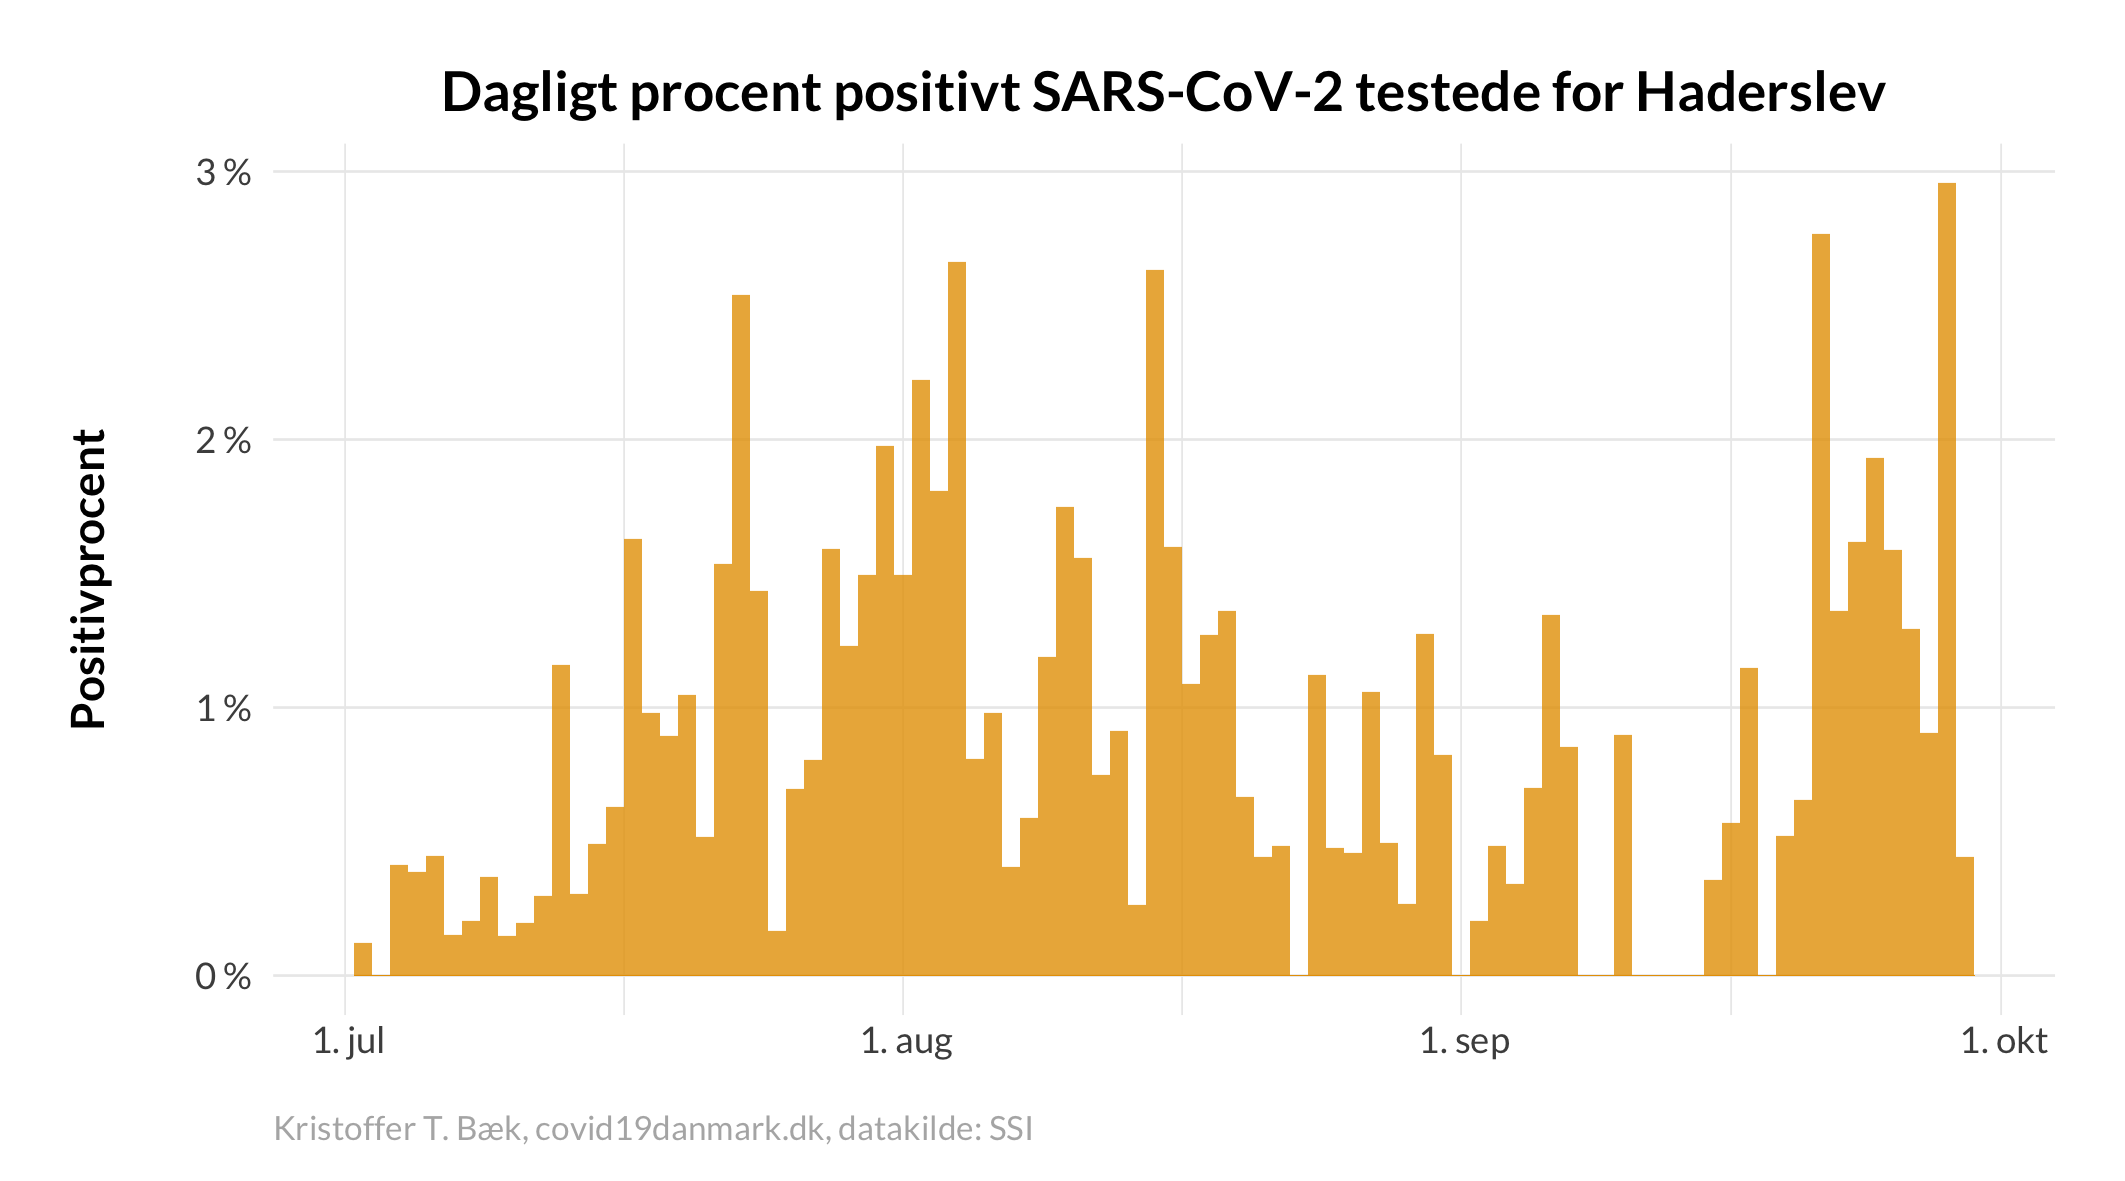 Dagligt procent positivt SARS-CoV-2 testede for Haderslev
Positivprocent
3 %
2 %
1 %
0 %
1. jul
1. aug
1. sep
1. okt
Kristoffer T. Bæk, covid19danmark.dk, datakilde: SSI